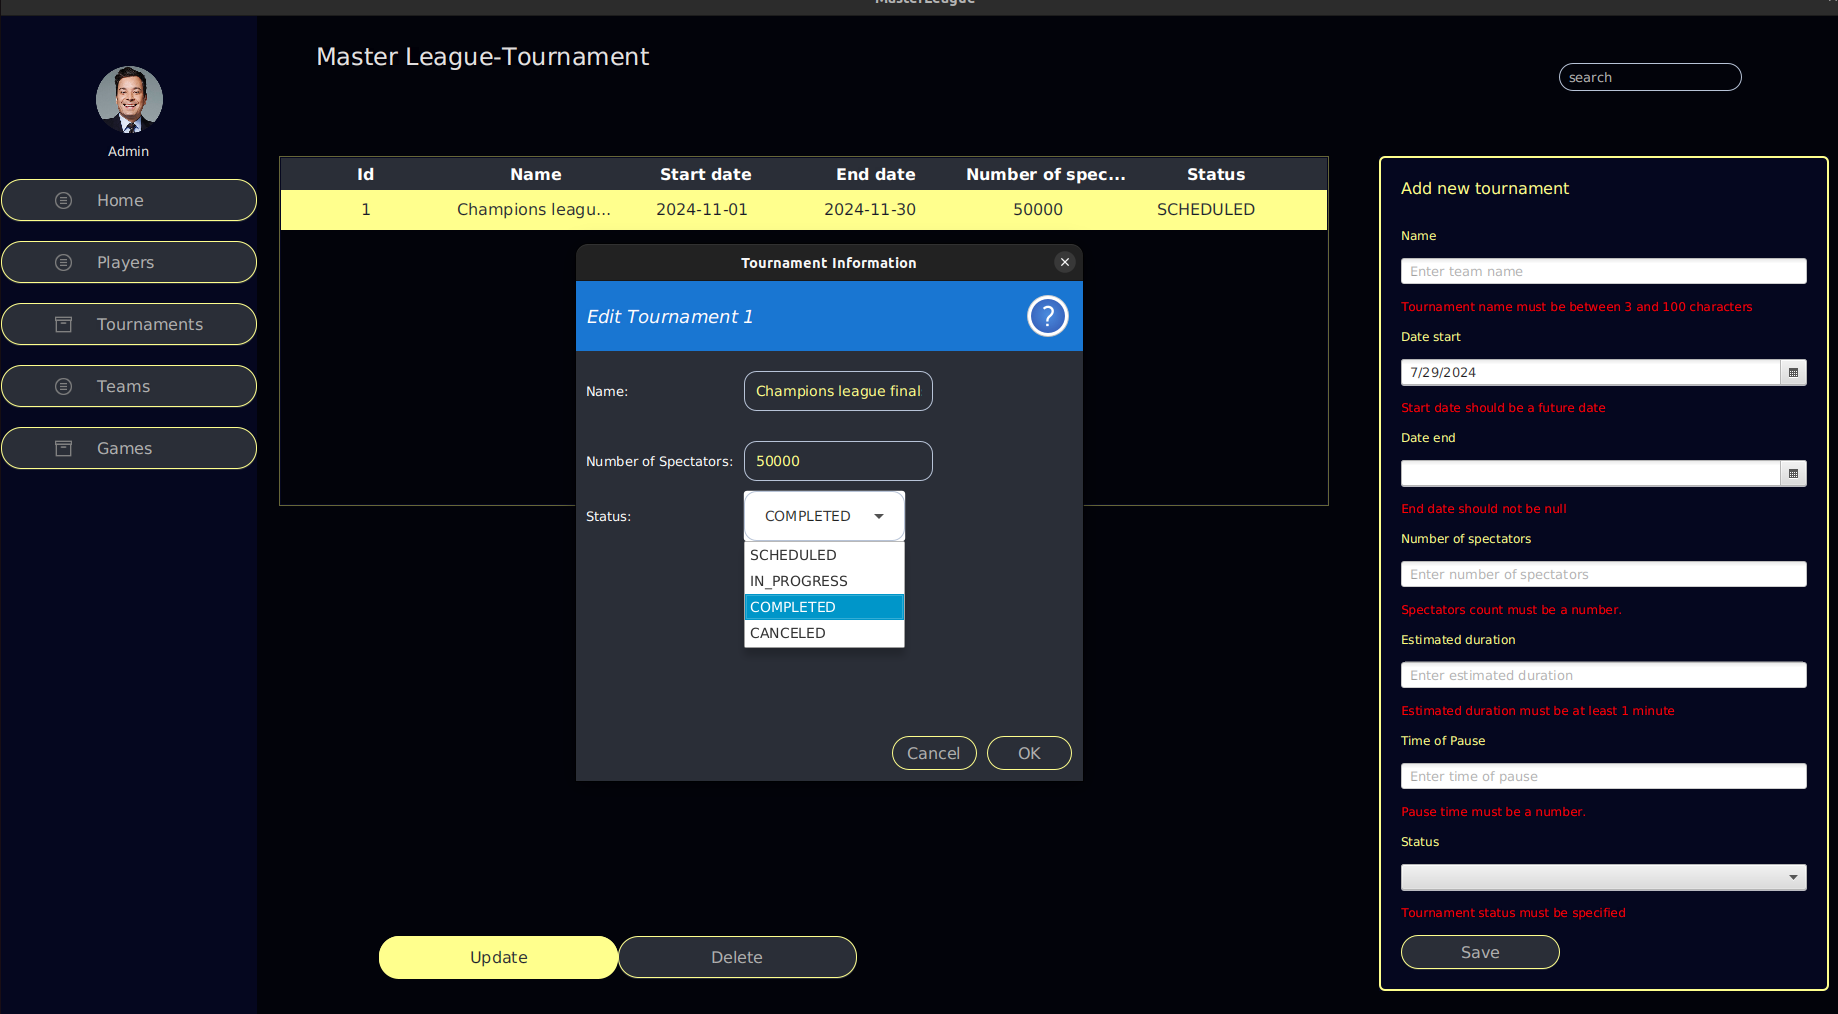 MasterLeague
Master League-Tournament
search
Admin
Home
Players
Tournaments
Teams
Games
Id Name Start date End date Number of spec... Status
1 Champions leagu... 2024-11-01 2024-11-30 50000 SCHEDULED
Tournament Information
Edit Tournament 1
?
Name: Champions league final
Number of Spectators: 50000
Status: COMPLETED
SCHEDULED
IN_PROGRESS
COMPLETED
CANCELED
Cancel OK
Update Delete
Add new tournament
Name
Enter team name
Tournament name must be between 3 and 100 characters
Date start
7/29/2024
Start date should be a future date
Date end
End date should not be null
Number of spectators
Enter number of spectators
Spectators count must be a number.
Estimated duration
Enter estimated duration
Estimated duration must be at least 1 minute
Time of Pause
Enter time of pause
Pause time must be a number.
Status
Tournament status must be specified
Save